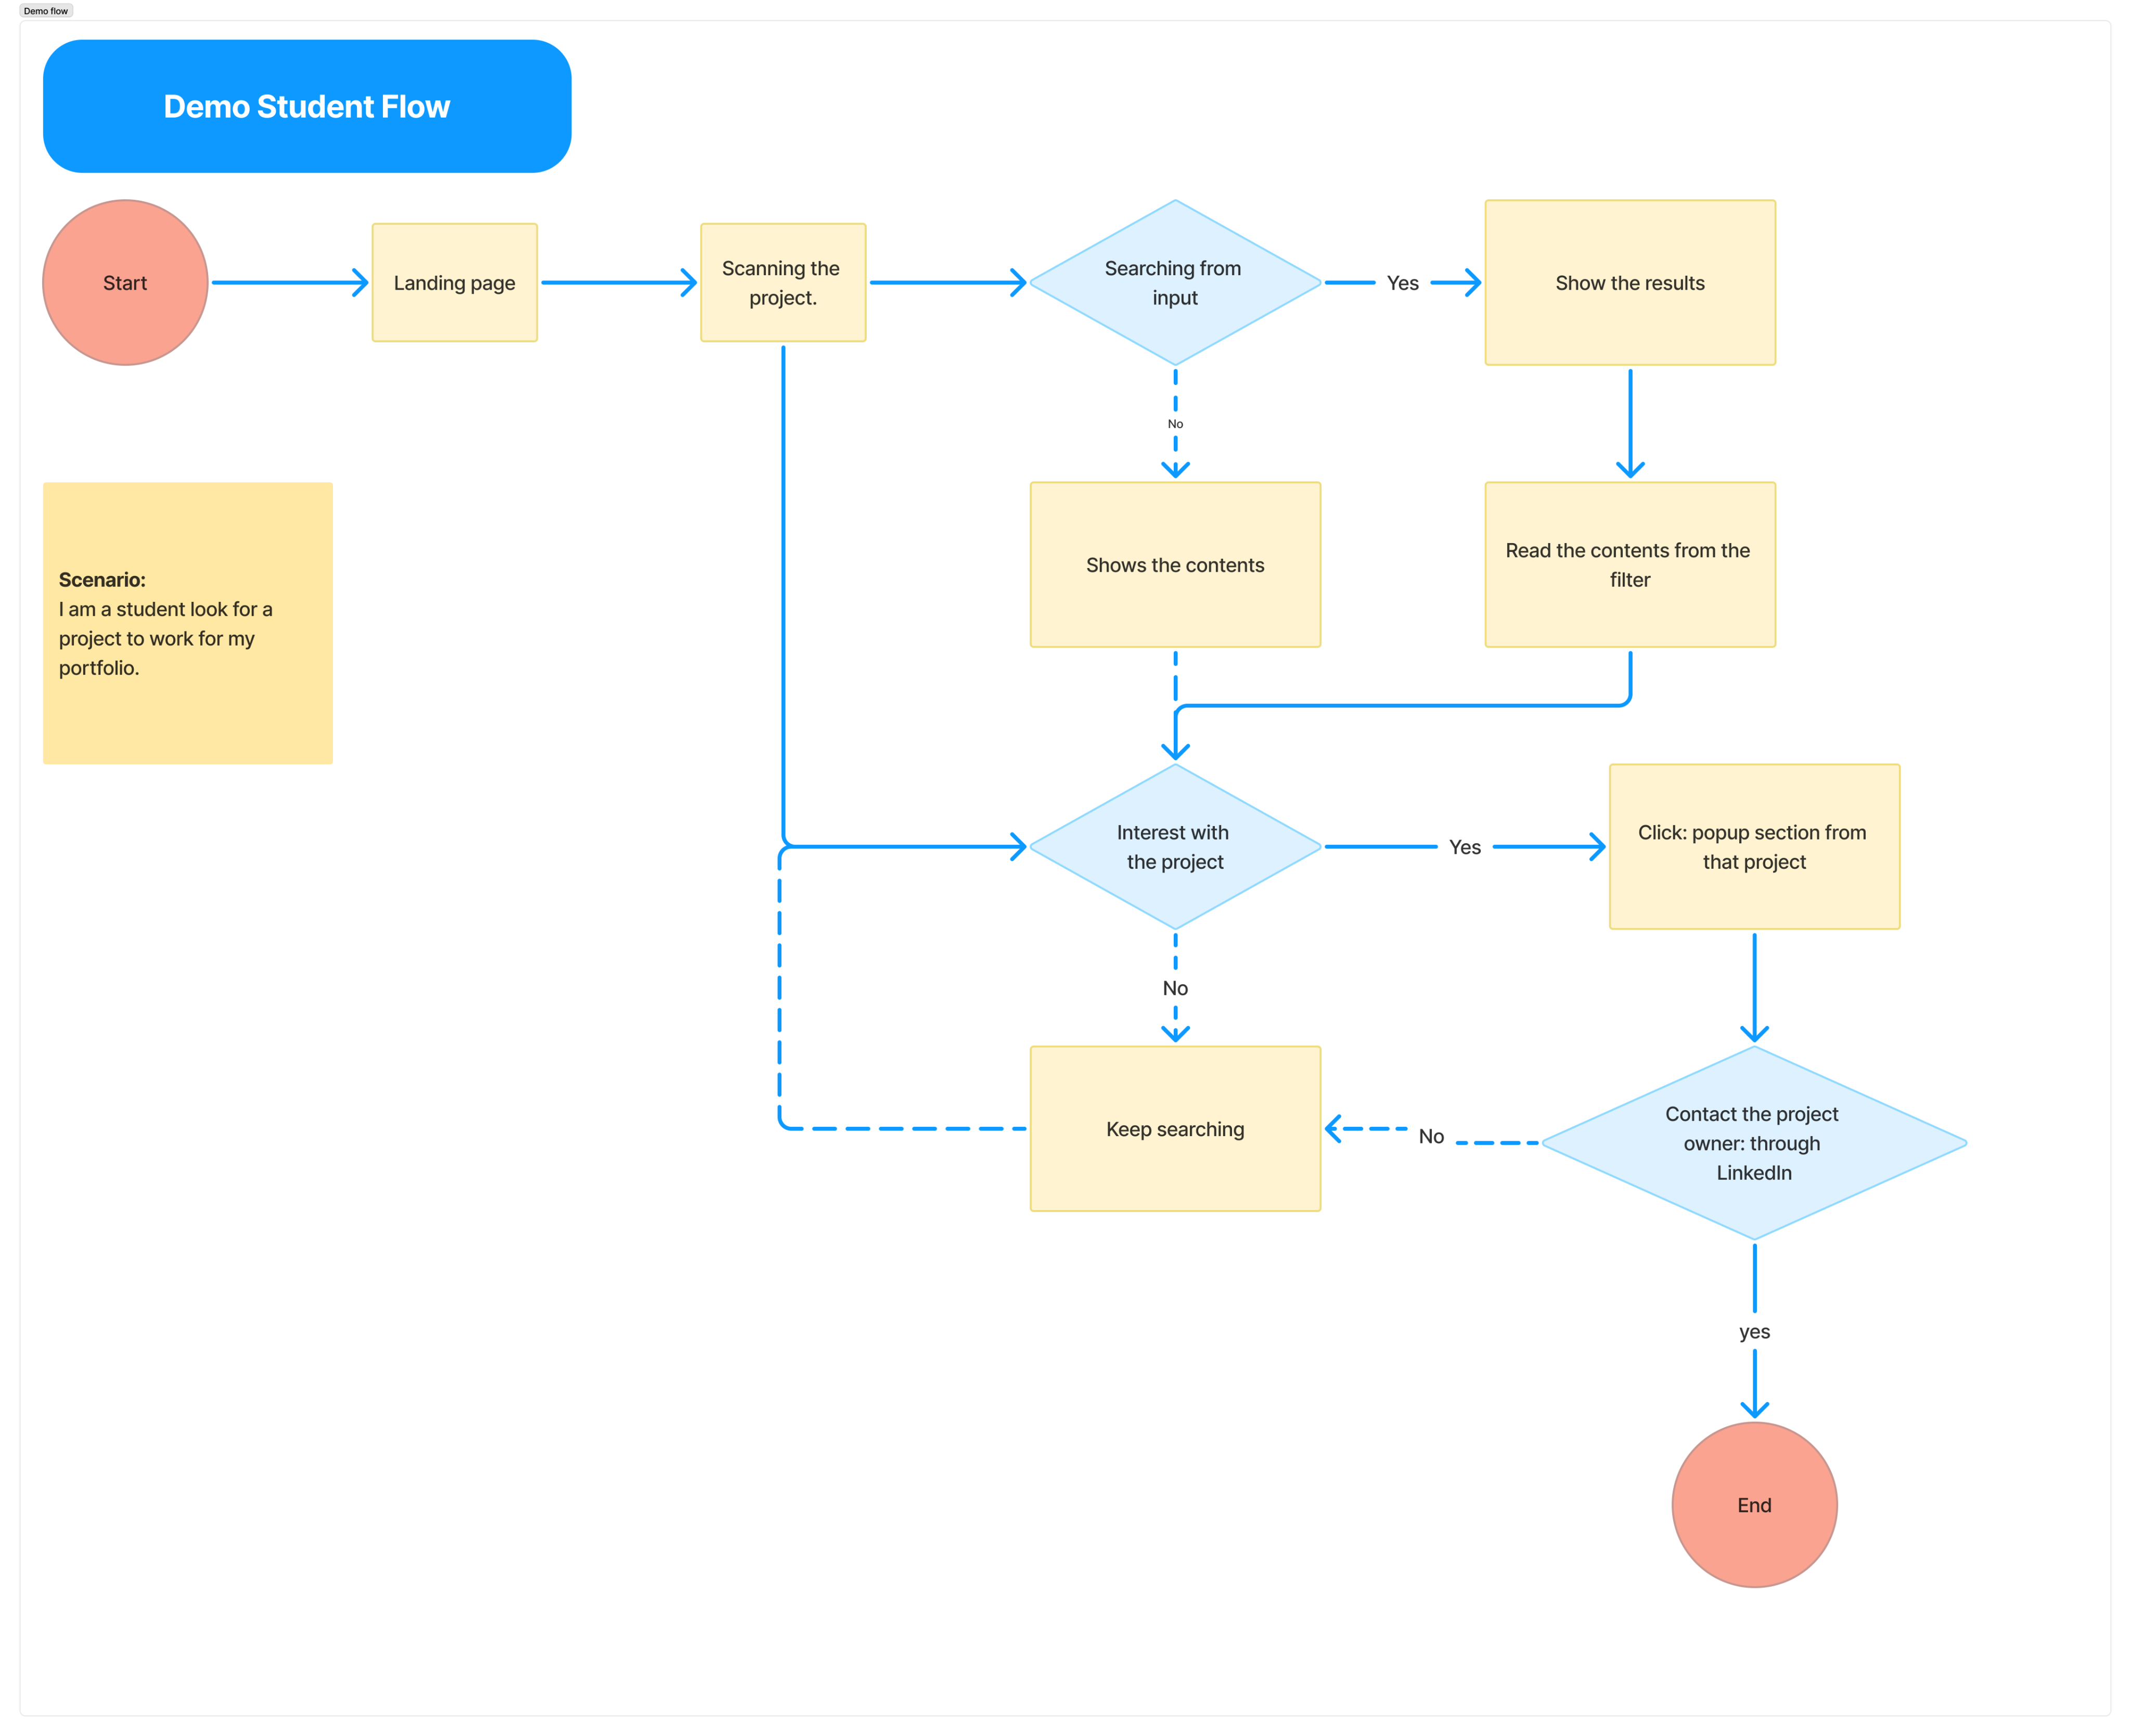 Demo flow
Demo Student Flow
Start
Landing page
Scanning the
project.
Searching from
input
Yes
Show the results
No
Scenario:
I am a student look for a
project to work for my
portfolio.
Shows the contents
Read the contents from the
filter
Interest with
the project
Yes
Click: popup section from
that project
No
Keep searching
No
Contact the project
owner: through
LinkedIn
yes
End